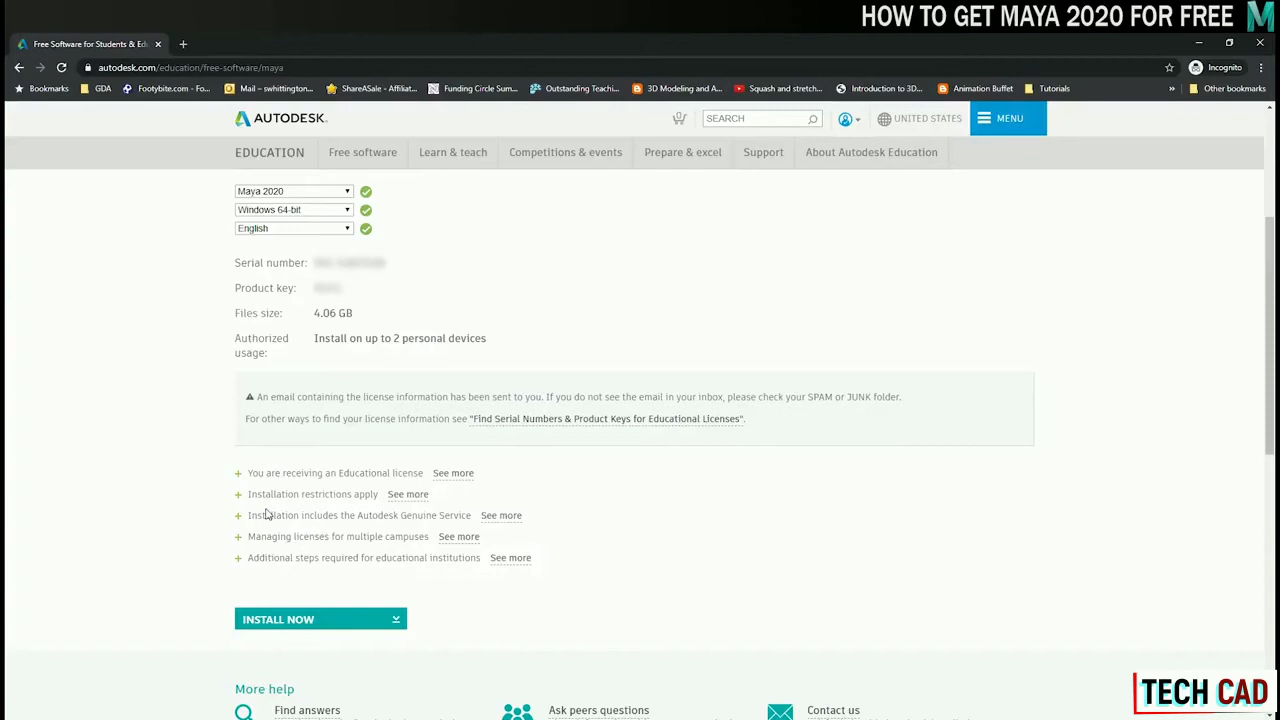 HOW TO GET MAYA 2020 FOR FREE
Free Software for Students & Edu
autodesk.com/education/free-software/maya
Incognito
Bookmarks GDA Footybite.com - Fo... Mail – swhittington... ShareASale - Affiliat... Funding Circle Sum... Outstanding Teachi... 3D Modeling and A... Squash and stretch... Introduction to 3D... Animation Buffet Tutorials » Other bookmarks
AUTODESK. SEARCH UNITED STATES MENU
EDUCATION Free software Learn & teach Competitions & events Prepare & excel Support About Autodesk Education
Maya 2020
Windows 64-bit
English
Serial number:
Product key:
Files size: 4.06 GB
Authorized usage: Install on up to 2 personal devices
An email containing the license information has been sent to you. If you do not see the email in your inbox, please check your SPAM or JUNK folder.
For other ways to find your license information see "Find Serial Numbers & Product Keys for Educational Licenses".
+ You are receiving an Educational license See more
+ Installation restrictions apply See more
+ Installation includes the Autodesk Genuine Service See more
+ Managing licenses for multiple campuses See more
+ Additional steps required for educational institutions See more
INSTALL NOW
More help
Find answers Ask peers questions Contact us
TECH CAD